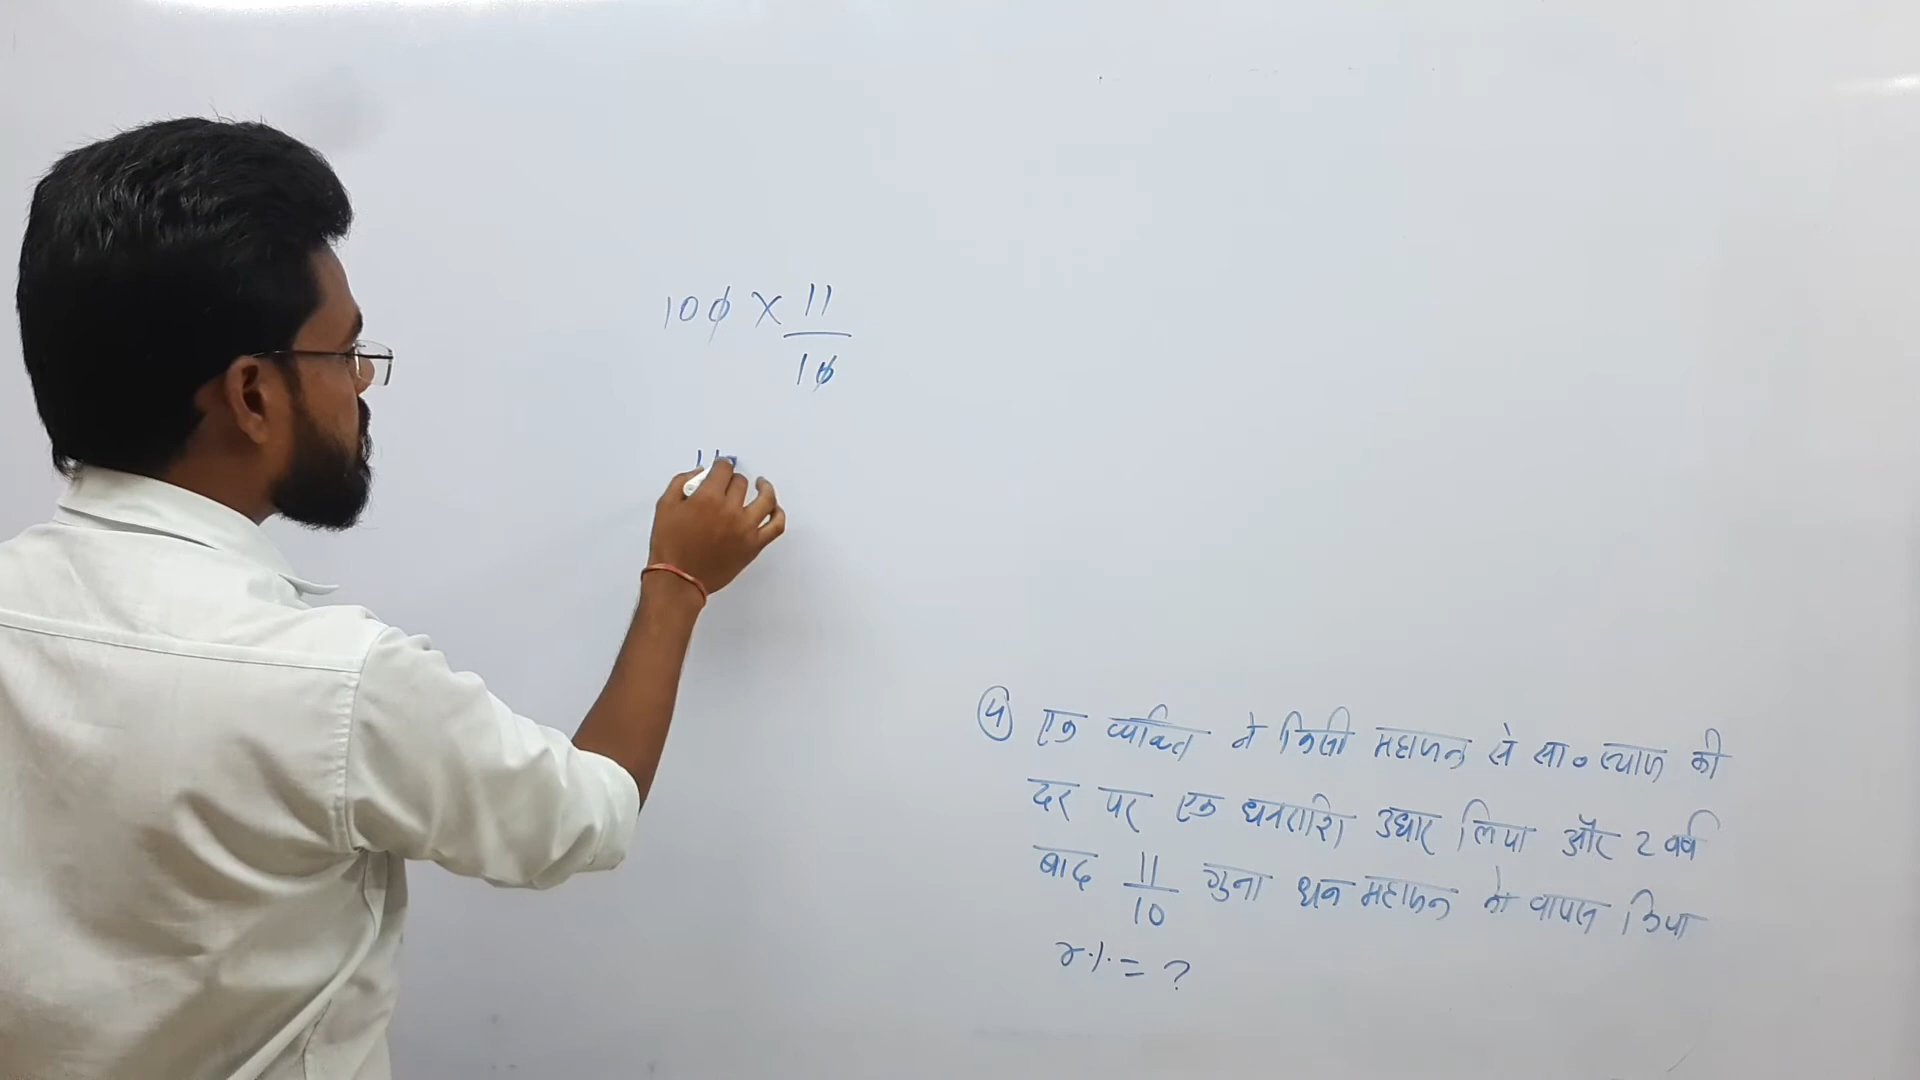 100 × 11/10
11
④ एक व्यक्ति ने किसी महाजन से सा० ब्याज की
दर पर एक धनराशि उधार लिया और 2 वर्ष
बाद 11/10 गुना धन महाजन को वापस किया
r% = ?